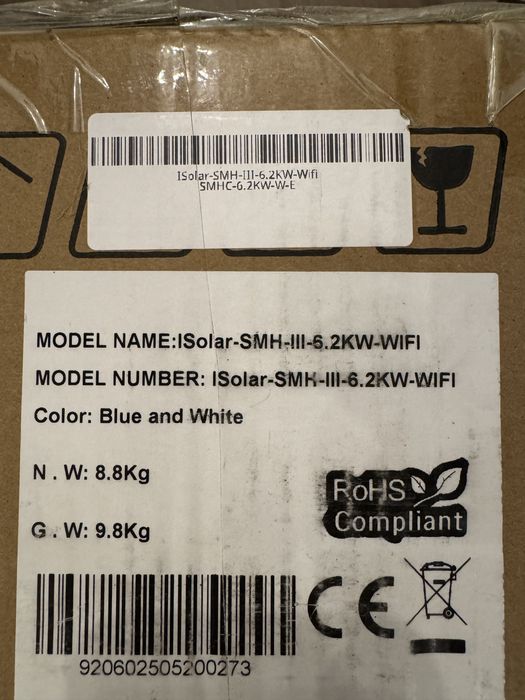 ISolar-SMH-III-6.2KW-Wifi
SMHC-6.2KW-W-E
MODEL NAME:ISolar-SMH-III-6.2KW-WIFI
MODEL NUMBER: ISolar-SMH-III-6.2KW-WIFI
Color: Blue and White
N . W: 8.8Kg
G . W: 9.8Kg
RoHS
Compliant
CE
920602505200273